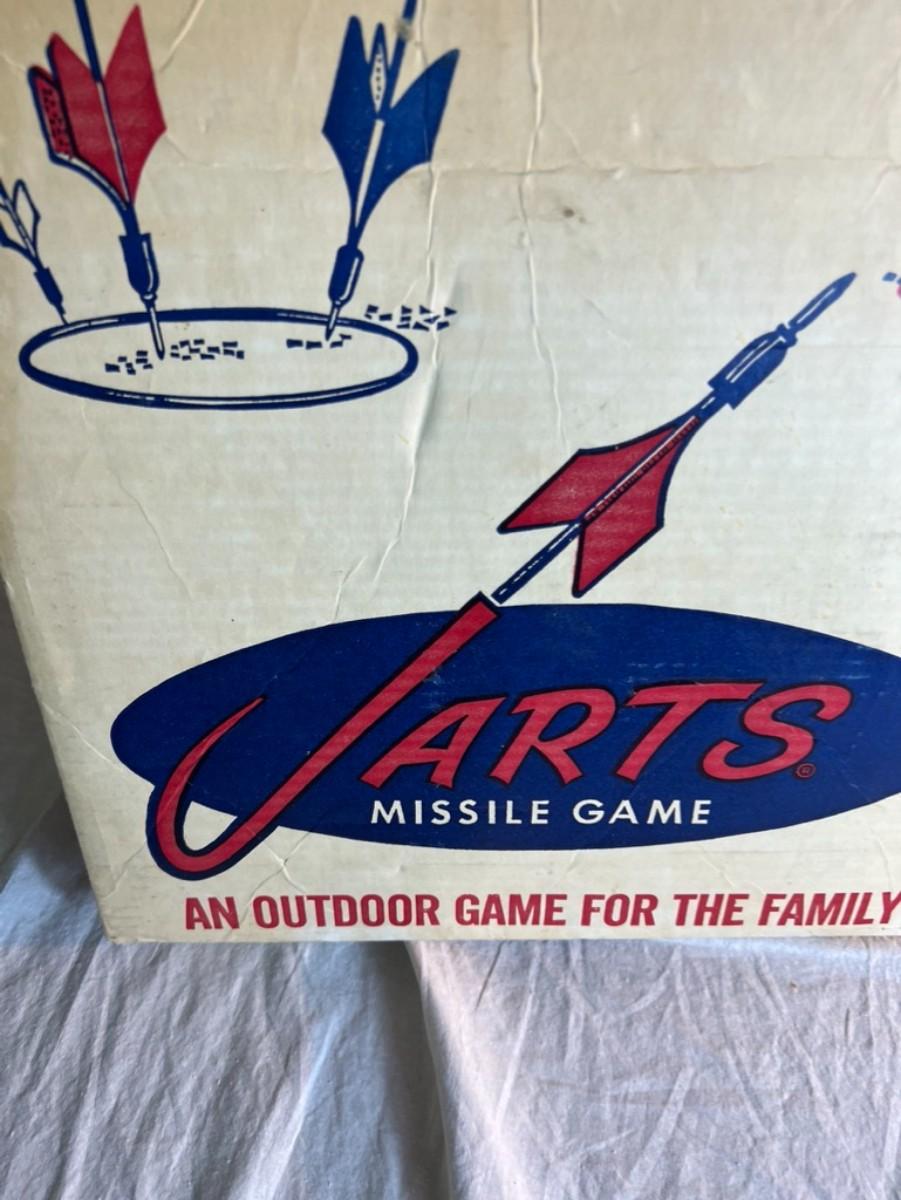 JARTS®
MISSILE GAME
AN OUTDOOR GAME FOR THE FAMILY